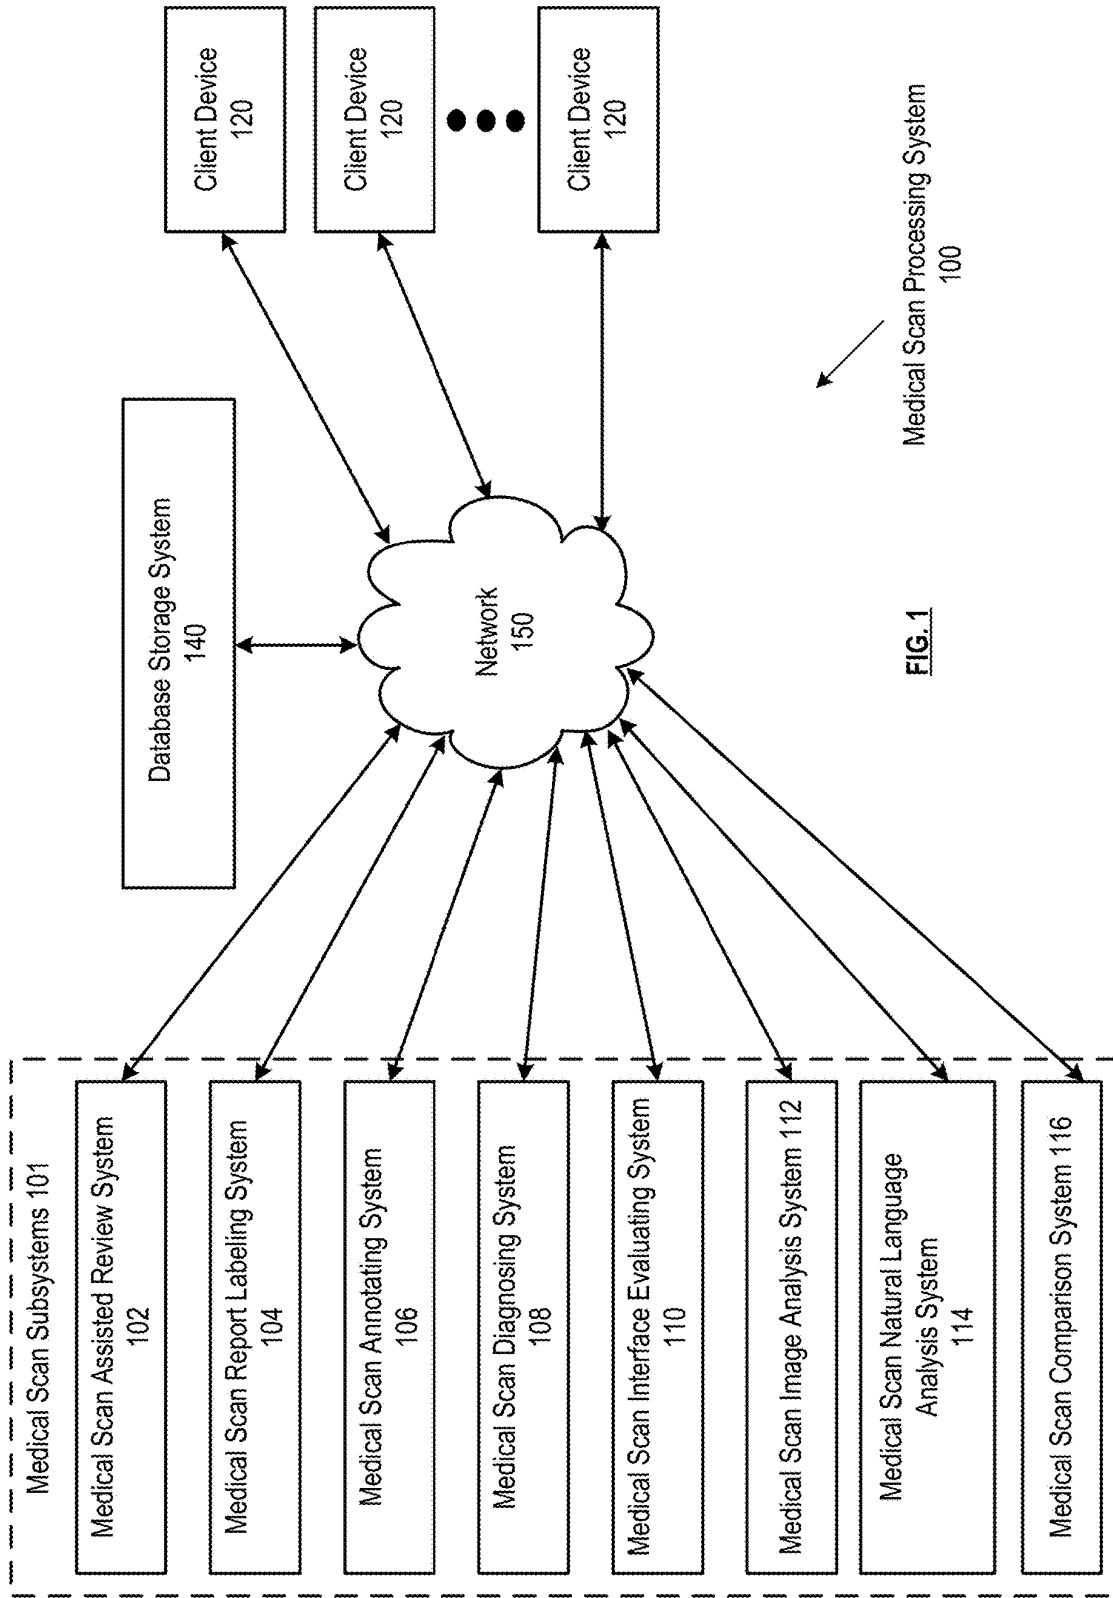 Medical Scan Subsystems 101
Medical Scan Assisted Review System
102
Medical Scan Report Labeling System
104
Medical Scan Annotating System
106
Medical Scan Diagnosing System
108
Medical Scan Interface Evaluating System
110
Medical Scan Image Analysis System 112
Medical Scan Natural Language
Analysis System
114
Medical Scan Comparison System 116
Database Storage System
140
Network
150
Client Device
120
Client Device
120
Client Device
120
Medical Scan Processing System
100
FIG. 1